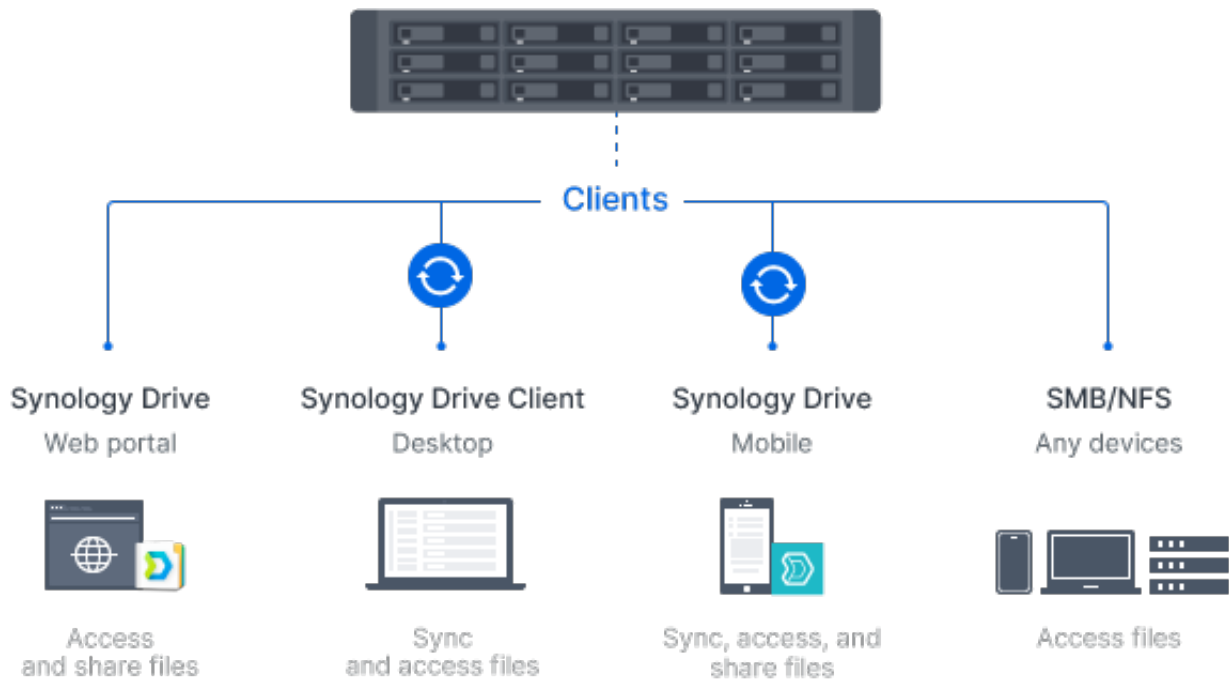 Clients
Synology Drive
Web portal
Access
and share files
Synology Drive Client
Desktop
Sync
and access files
Synology Drive
Mobile
Sync, access, and
share files
SMB/NFS
Any devices
Access files